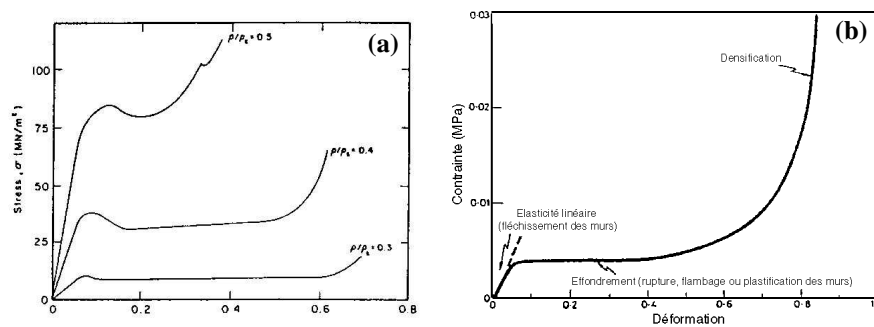 (a)
Stress, σ (MN/m²)
100
75
50
25
0
0
0.2
0.4
0.6
0.8
ρ/ρs=0.5
ρ/ρs=0.4
ρ/ρs=0.3
(b)
Contrainte (MPa)
0·03
0·02
0·01
0
0
0·2
0·4
0·6
0·8
1
Densification
Elasticité linéaire
(fléchissement des murs)
Effondrement (rupture, flambage ou plastification des murs)
Déformation